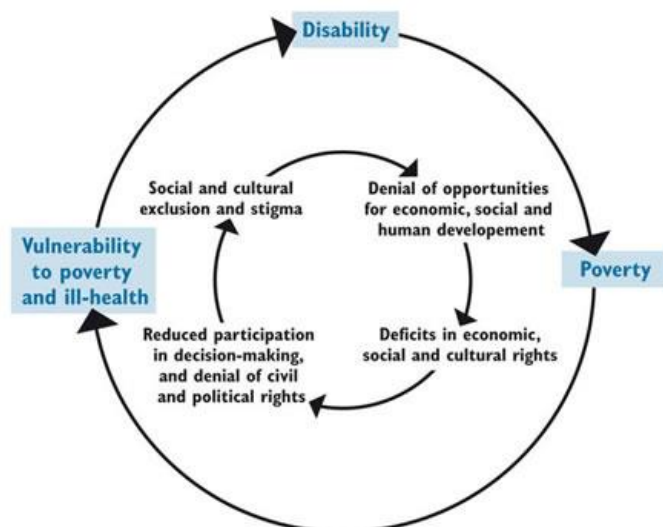 Disability
Social and cultural
exclusion and stigma
Denial of opportunities
for economic, social and
human developement
Vulnerability
to poverty
and ill-health
Poverty
Reduced participation
in decision-making,
and denial of civil
and political rights
Deficits in economic,
social and cultural rights